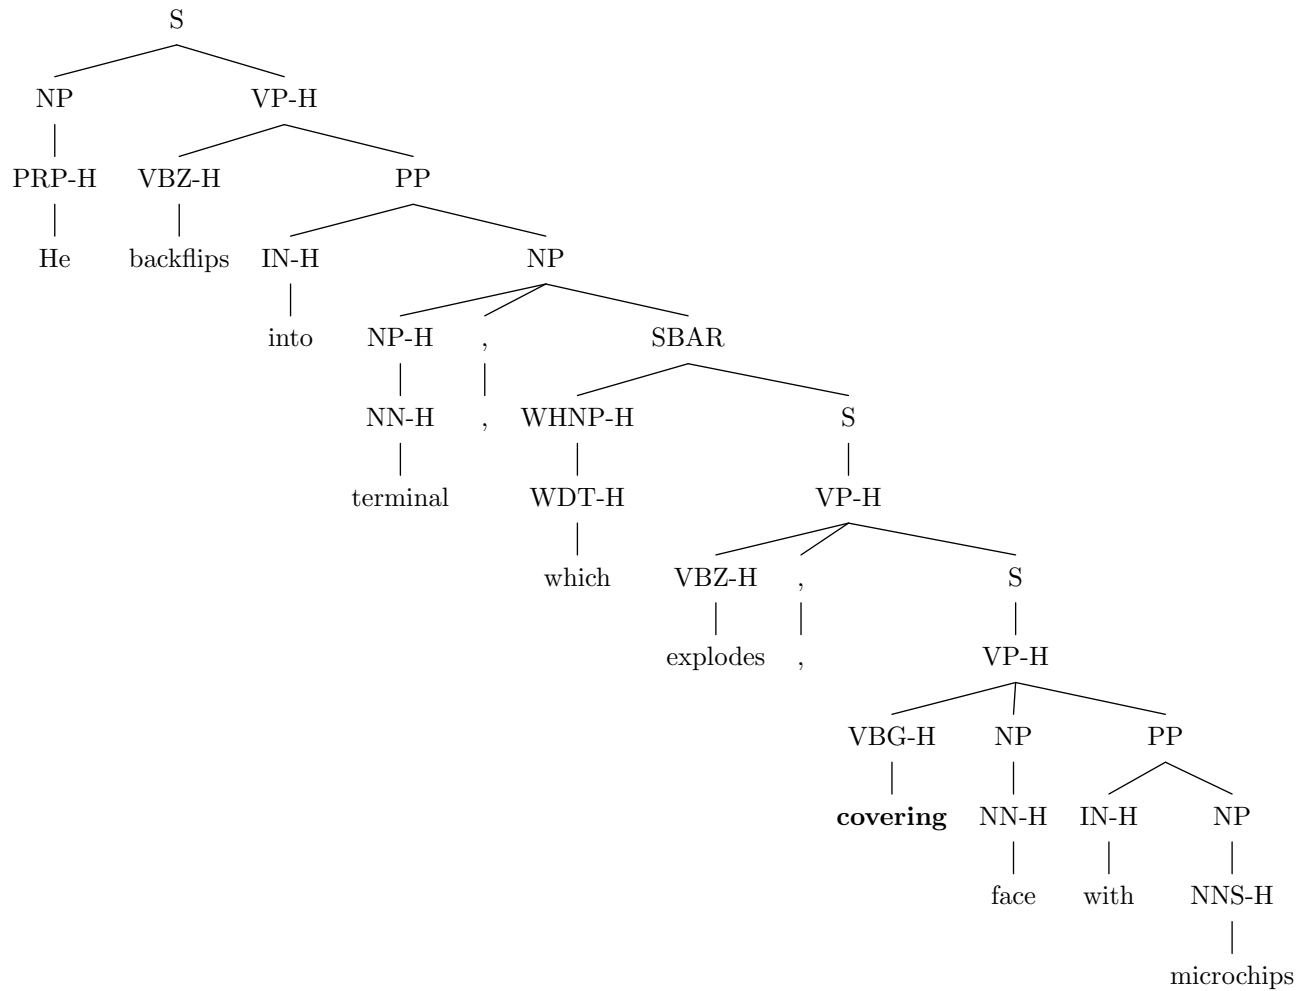 S
NP VP-H
PRP-H VBZ-H PP
He backflips IN-H NP
into NP-H , SBAR
NN-H , WHNP-H S
terminal WDT-H VP-H
which VBZ-H , S
explodes , VP-H
VBG-H NP PP
covering NN-H IN-H NP
face with NNS-H
microchips